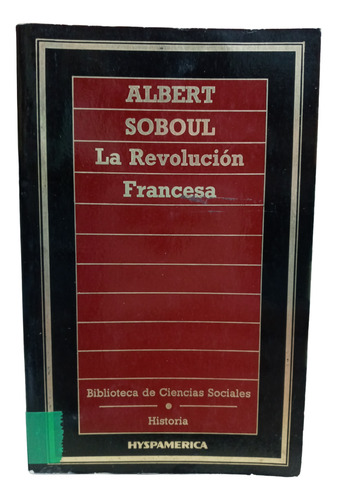 ALBERT
SOBOUL
La Revolución
Francesa
Biblioteca de Ciencias Sociales
Historia
HYSPAMERICA